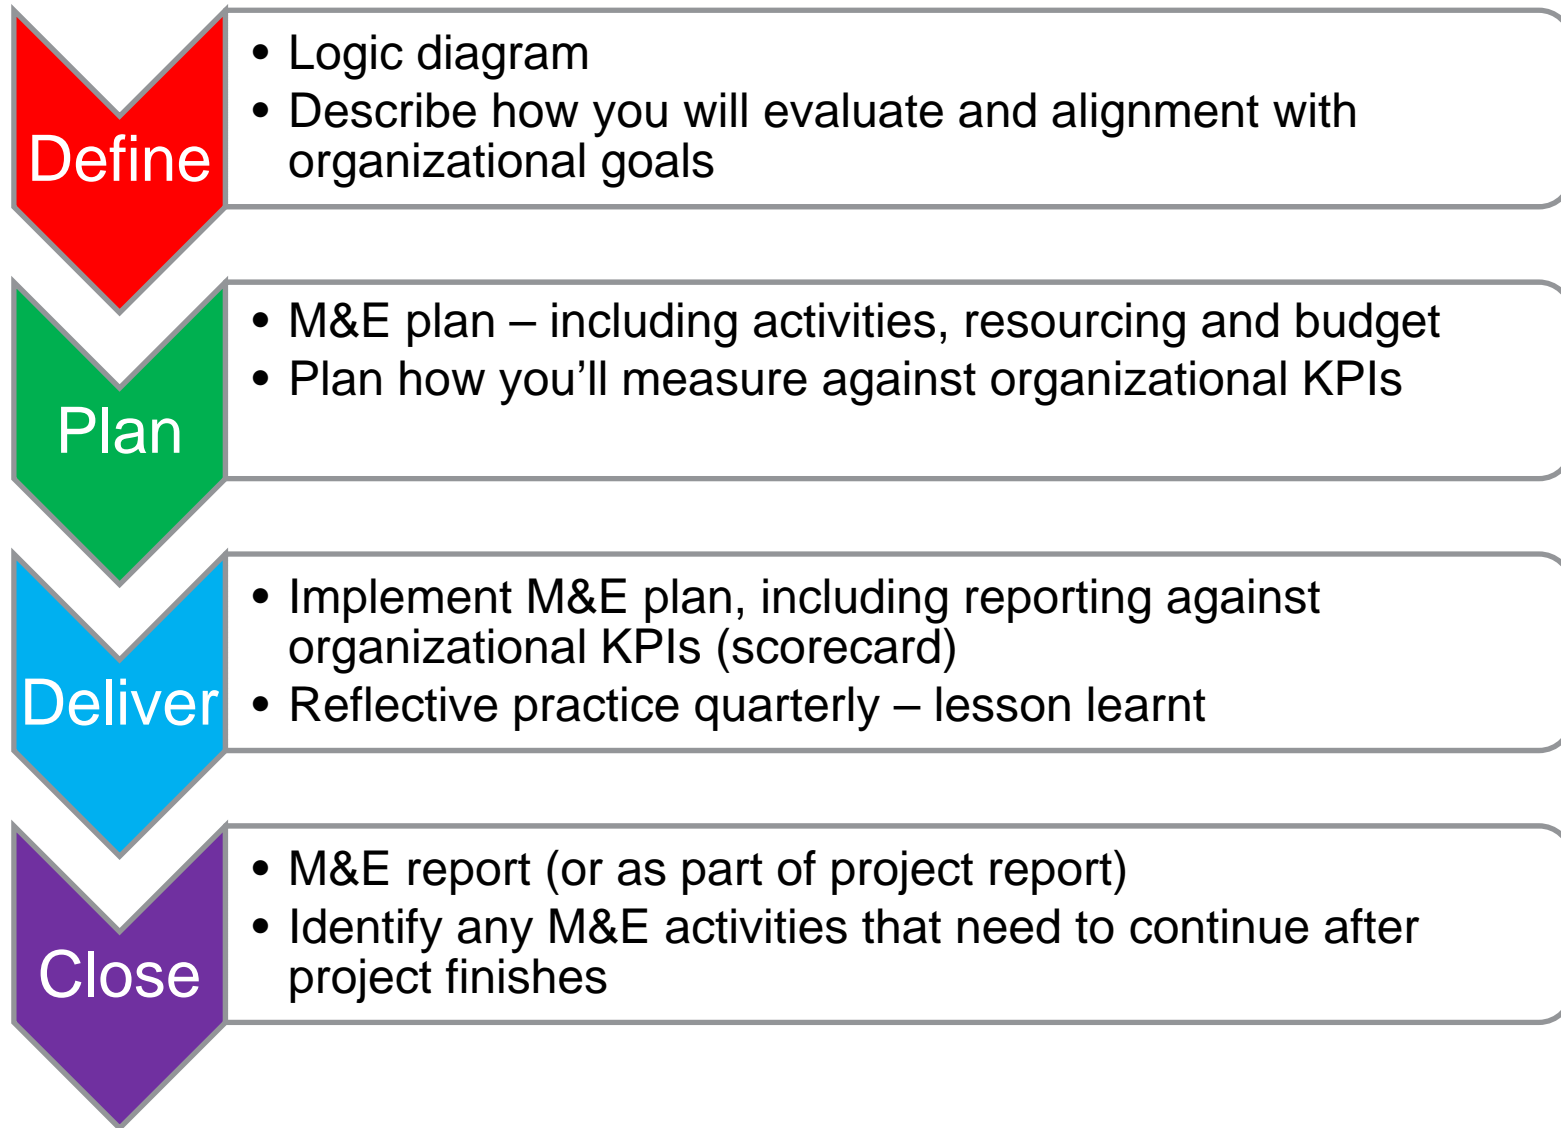 Define
• Logic diagram
• Describe how you will evaluate and alignment with
organizational goals
Plan
• M&E plan – including activities, resourcing and budget
• Plan how you’ll measure against organizational KPIs
Deliver
• Implement M&E plan, including reporting against
organizational KPIs (scorecard)
• Reflective practice quarterly – lesson learnt
Close
• M&E report (or as part of project report)
• Identify any M&E activities that need to continue after
project finishes